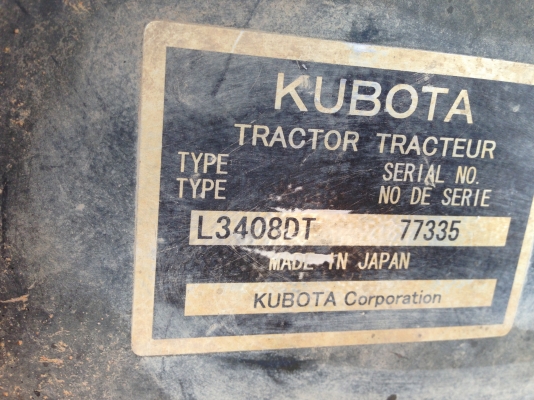 KUBOTA
TRACTOR TRACTEUR
TYPE SERIAL NO.
TYPE NO DE SERIE
L3408DT 77335
MADE IN JAPAN
KUBOTA Corporation